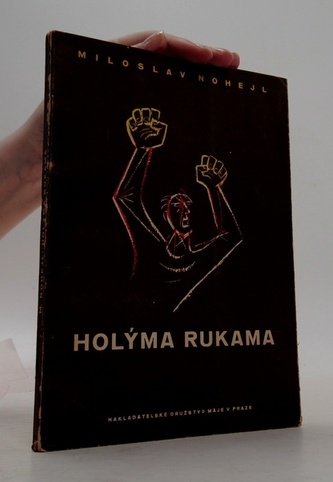 MILOSLAV NOHEJL
HOLÝMA RUKAMA
NAKLADATELSKÉ DRUŽSTVO MÁJE V PRAZE